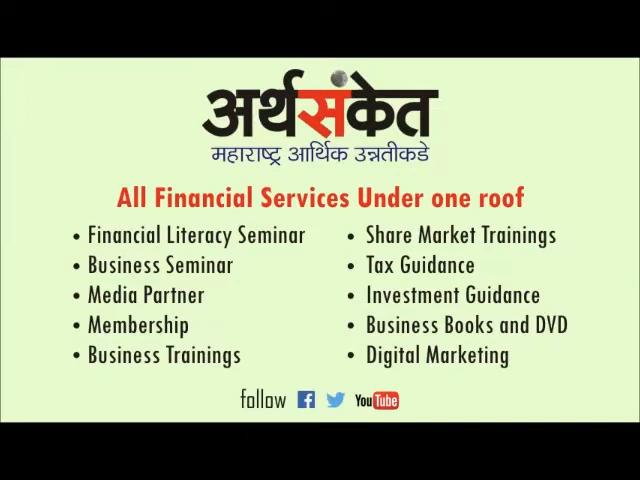 अर्थसंकेत
महाराष्ट्र आर्थिक उन्नतीकडे
All Financial Services Under one roof
• Financial Literacy Seminar
• Business Seminar
• Media Partner
• Membership
• Business Trainings
• Share Market Trainings
• Tax Guidance
• Investment Guidance
• Business Books and DVD
• Digital Marketing
follow f YouTube